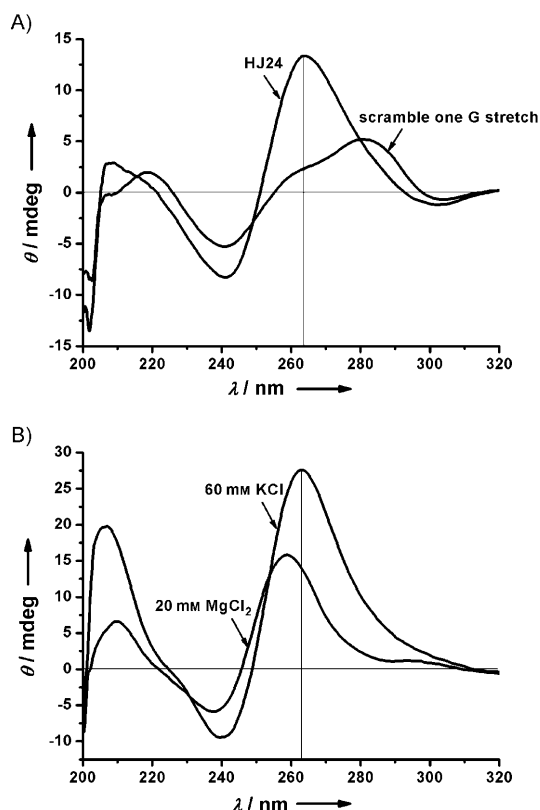 A)
15
HJ24
10
scramble one G stretch
5
0
-5
-10
-15
θ / mdeg
200 220 240 260 280 300 320
λ / nm
B)
30
25
60 mM KCl
20
15
20 mM MgCl₂
10
5
0
-5
-10
θ / mdeg
200 220 240 260 280 300 320
λ / nm